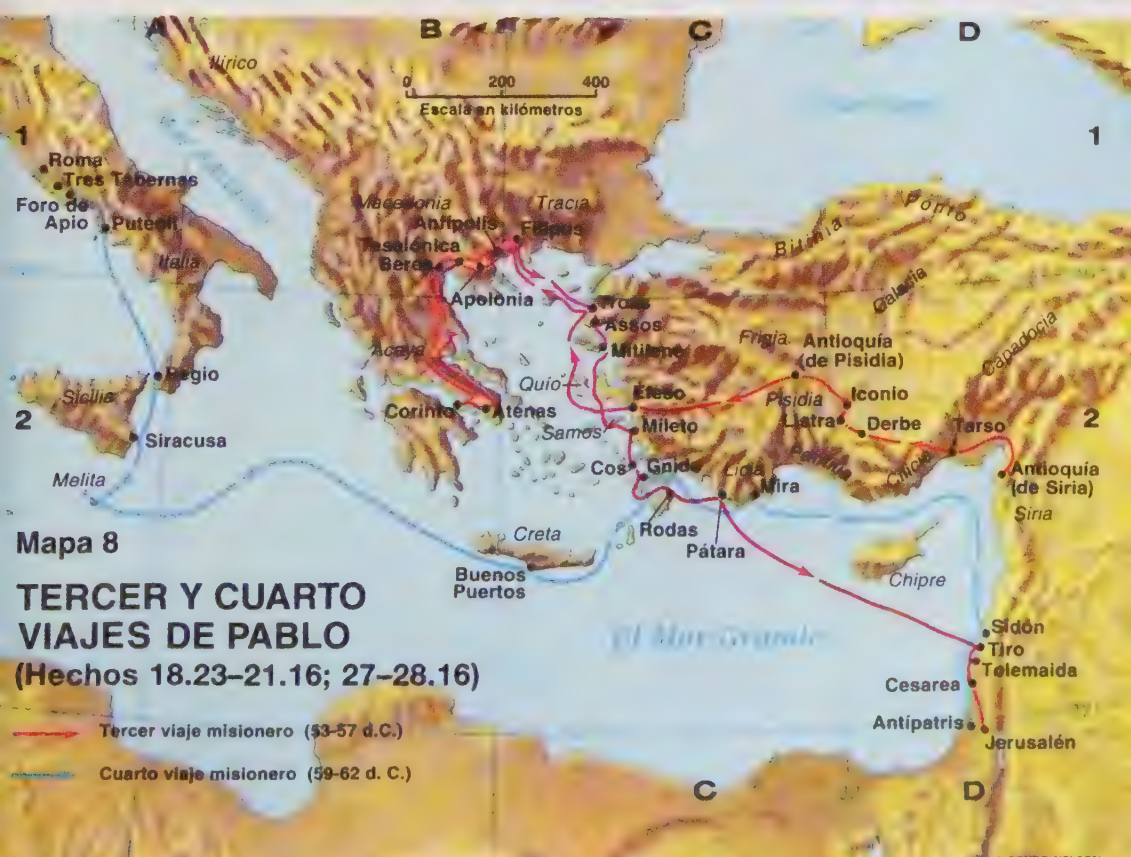 A
B
C
D
Ilírico
0 200 400
Escala en kilómetros
1
1
Roma
Tres Tabernas
Foro de
Apio
Puteoli
Italia
Macedonia
Tracia
Anfípolis
Filipos
Tesalónica
Berea
Apolonia
Bitinia
Ponto
Galacia
Capadocia
Troas
Assos
Mitilene
Frigia
Antioquía
(de Pisidia)
Acaya
Quío
Regio
Sicilia
2
Siracusa
Corinto
Atenas
Samos
Efeso
Mileto
Pisidia
Iconio
Listra
Derbe
Tarso
2
Melita
Cos
Gnido
Licia
Mira
Cilicia
Antioquía
(de Siria)
Siria
Rodas
Pátara
Creta
Buenos
Puertos
Chipre
Mapa 8
TERCER Y CUARTO
VIAJES DE PABLO
(Hechos 18.23–21.16; 27–28.16)
El Mar Grande
Sidón
Tiro
Tolemaida
Cesarea
Antípatris
Jerusalén
Tercer viaje misionero (53-57 d.C.)
Cuarto viaje misionero (59-62 d. C.)
C
D